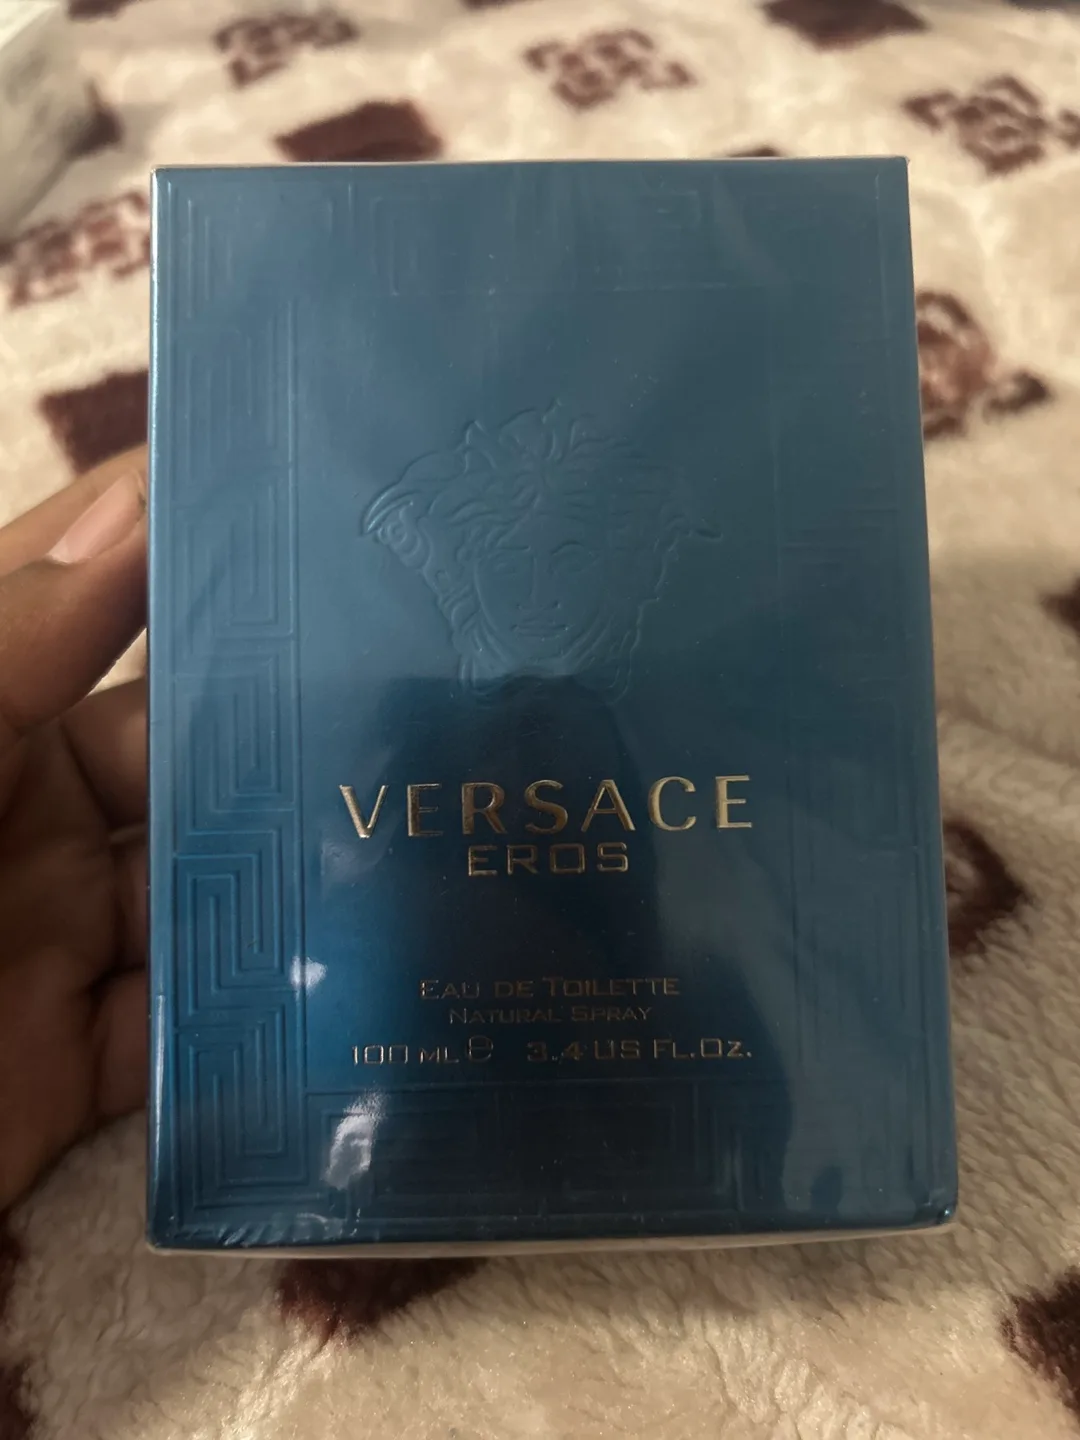 VERSACE
EROS
EAU DE TOILETTE
NATURAL SPRAY
100 ML ℮ 3.4 US FL.OZ.